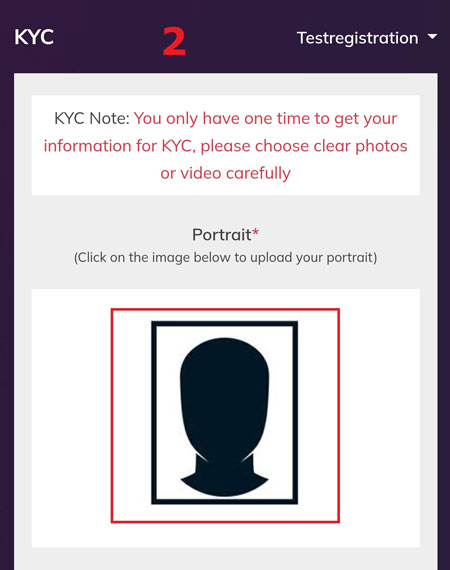 KYC
2
Testregistration
KYC Note: You only have one time to get your
information for KYC, please choose clear photos
or video carefully
Portrait*
(Click on the image below to upload your portrait)